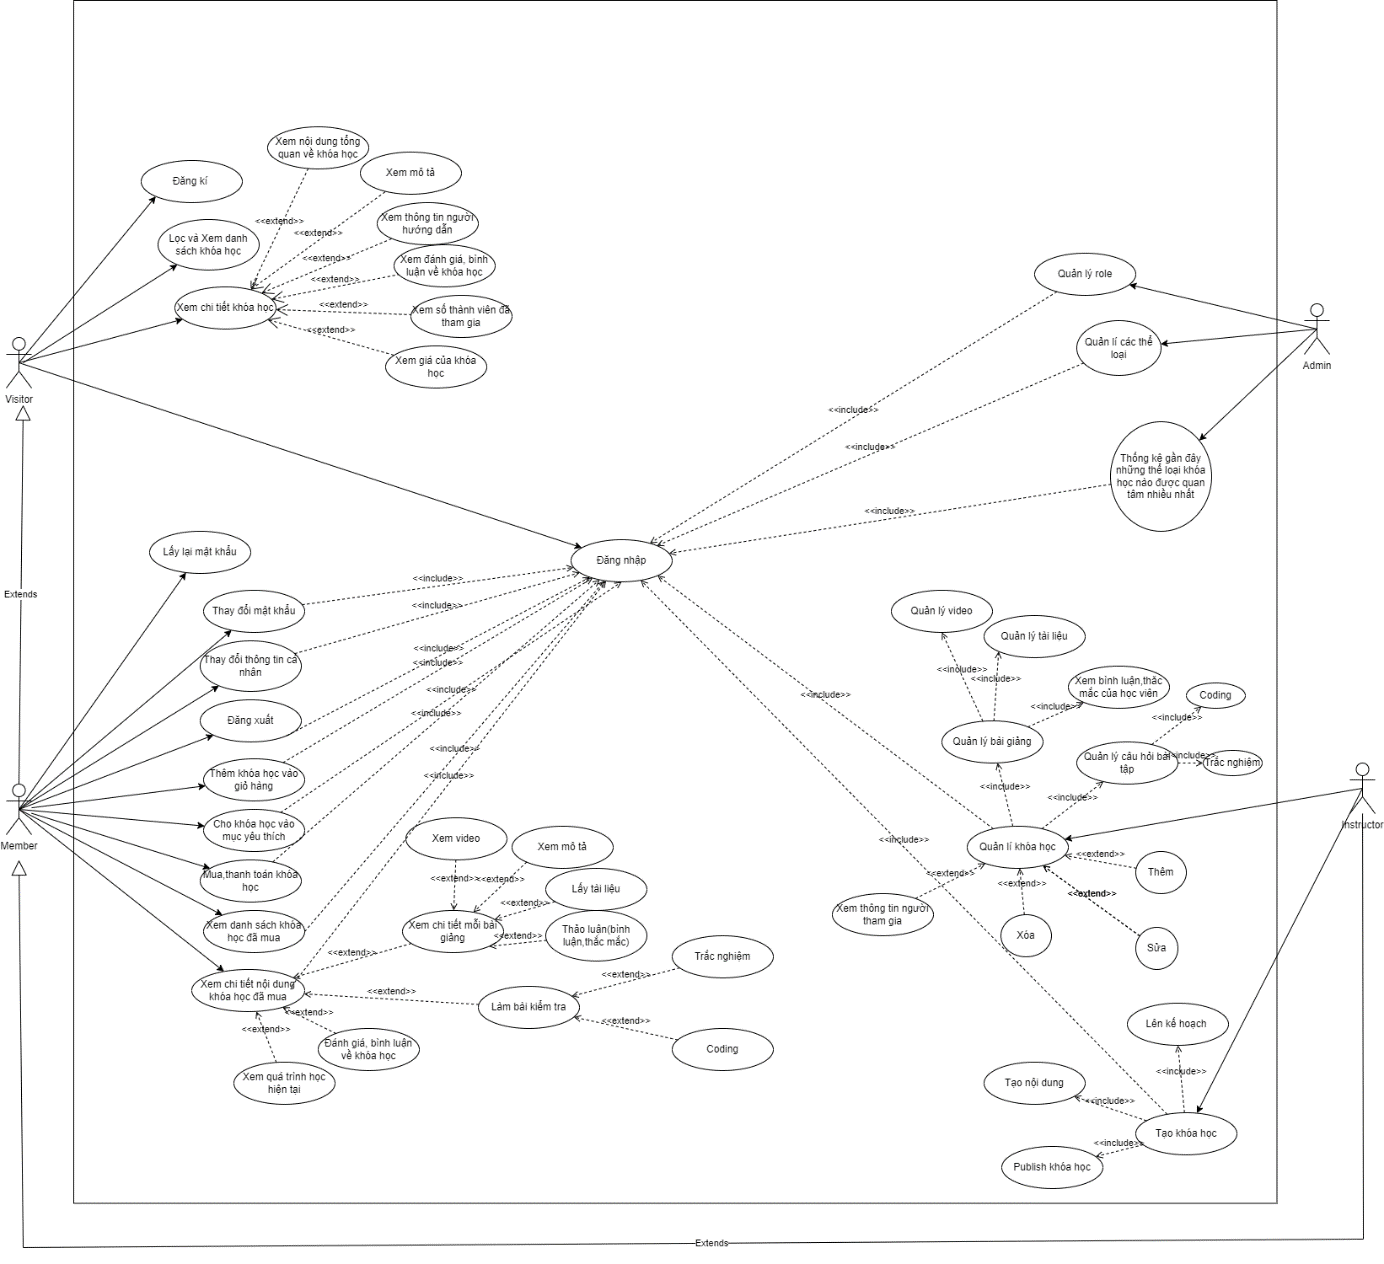 Xem nội dung tổng
quan về khóa học
Xem mô tả
Đăng kí
Xem thông tin người
hướng dẫn
<<extend>>
<<extend>>
Lọc và Xem danh
sách khóa học
Xem đánh giá, bình
luận về khóa học
<<extend>>
<<extend>>
Quản lý role
Xem chi tiết khóa học
<<extend>>
Xem số thành viên đã
tham gia
<<extend>>
Quản lí các thể
loại
Xem giá của khóa
học
Visitor
Admin
<<include>>
<<include>>
Thống kê gần đây
những thể loại khóa
học nào được quan
tâm nhiều nhất
<<include>>
Lấy lại mật khẩu
Đăng nhập
Extends
<<include>>
Thay đổi mật khẩu
<<include>>
Quản lý video
Quản lý tài liệu
Thay đổi thông tin cá
nhân
<<include>>
<<include>>
<<include>>
<<include>>
Xem bình luận,thắc
mắc của học viên
<<include>>
<<include>>
<<include>>
Coding
<<include>>
<<include>>
Đăng xuất
Quản lý bài giảng
<<include>>
<<include>>
Quản lý câu hỏi bài
tập
<<include>>
Trắc nghiệm
Thêm khóa học vào
giỏ hàng
<<include>>
<<include>>
<<include>>
Cho khóa học vào
mục yêu thích
Instructor
Member
Xem video
Xem mô tả
<<include>>
Quản lí khóa học
<<extend>>
Thêm
Mua,thanh toán khóa
học
<<extend>>
<<extend>>
Lấy tài liệu
<<extend>>
<<extend>>
<<extend>>
<<extend>>
Xem thông tin người
tham gia
Xem danh sách khóa
học đã mua
Xem chi tiết mỗi bài
giảng
<<extend>>
Thảo luận(bình
luận,thắc mắc)
Xóa
Sửa
<<extend>>
Trắc nghiệm
<<extend>>
Xem chi tiết nội dung
khóa học đã mua
<<extend>>
Làm bài kiểm tra
<<extend>>
<<extend>>
<<extend>>
Đánh giá, bình luận
về khóa học
Coding
Lên kế hoạch
Xem quá trình học
hiện tại
Tạo nội dung
<<include>>
<<include>>
<<include>>
Tạo khóa học
Publish khóa học
Extends